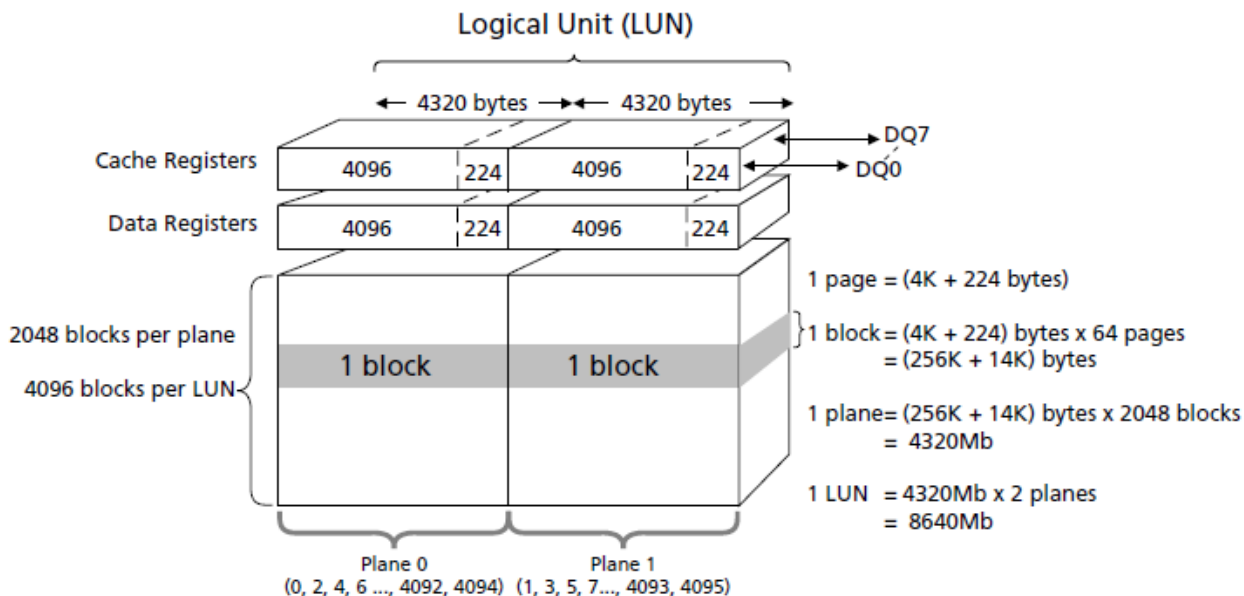 Logical Unit (LUN)
4320 bytes 4320 bytes
DQ7
DQ0
Cache Registers
4096 224 4096 224
Data Registers
4096 224 4096 224
1 page = (4K + 224 bytes)
2048 blocks per plane
1 block = (4K + 224) bytes x 64 pages
= (256K + 14K) bytes
1 block 1 block
4096 blocks per LUN
1 plane= (256K + 14K) bytes x 2048 blocks
= 4320Mb
1 LUN = 4320Mb x 2 planes
= 8640Mb
Plane 0
(0, 2, 4, 6 ..., 4092, 4094)
Plane 1
(1, 3, 5, 7..., 4093, 4095)